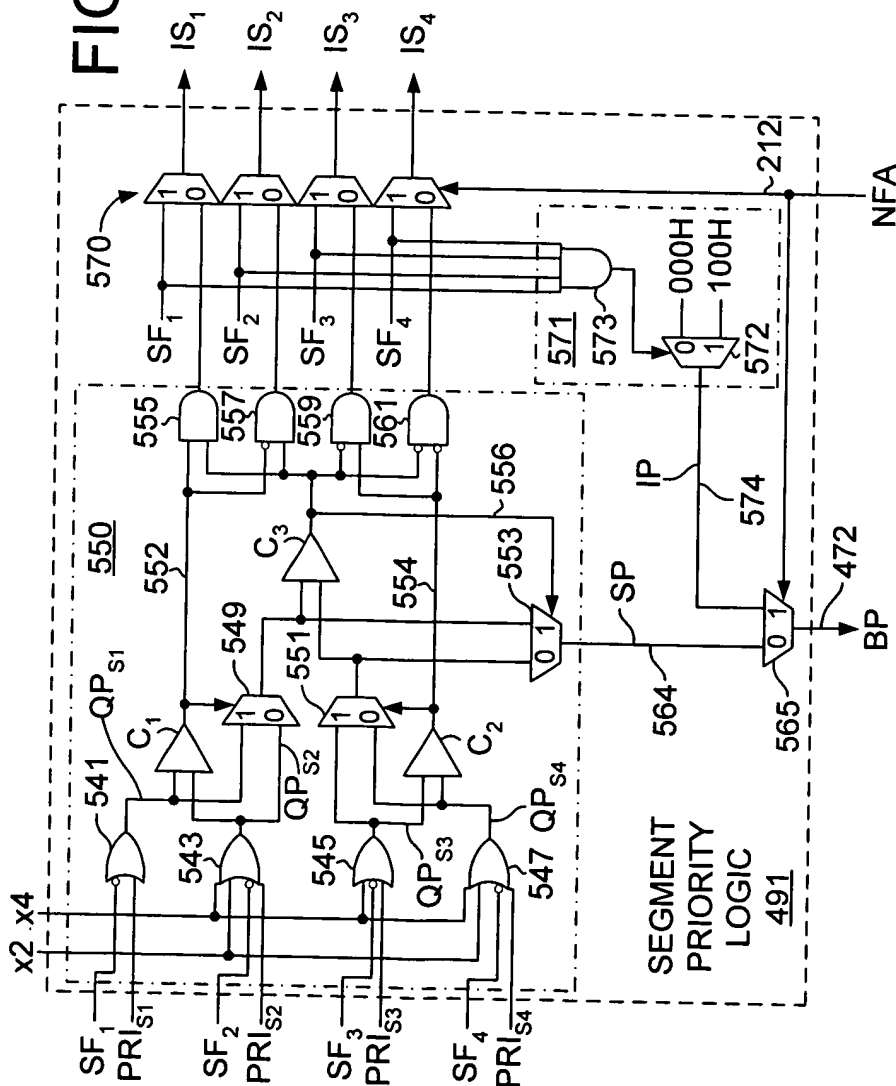 FIG
IS1
IS2
IS3
IS4
570
212
NFA
SF1
SF2
SF3
SF4
571
573
000H
100H
0
1
572
1
0
1
0
1
0
1
0
555
557
559
561
550
552
C3
556
554
553
IP
574
549
551
0
1
SP
564
0
1
565
472
BP
QPS1
541
C1
1
0
QPS2
543
1
0
C2
QPS3
545
QPS4
547
x2
x4
SF1
PRIS1
SF2
PRIS2
SF3
PRIS3
SF4
PRIS4
SEGMENT
PRIORITY
LOGIC
491